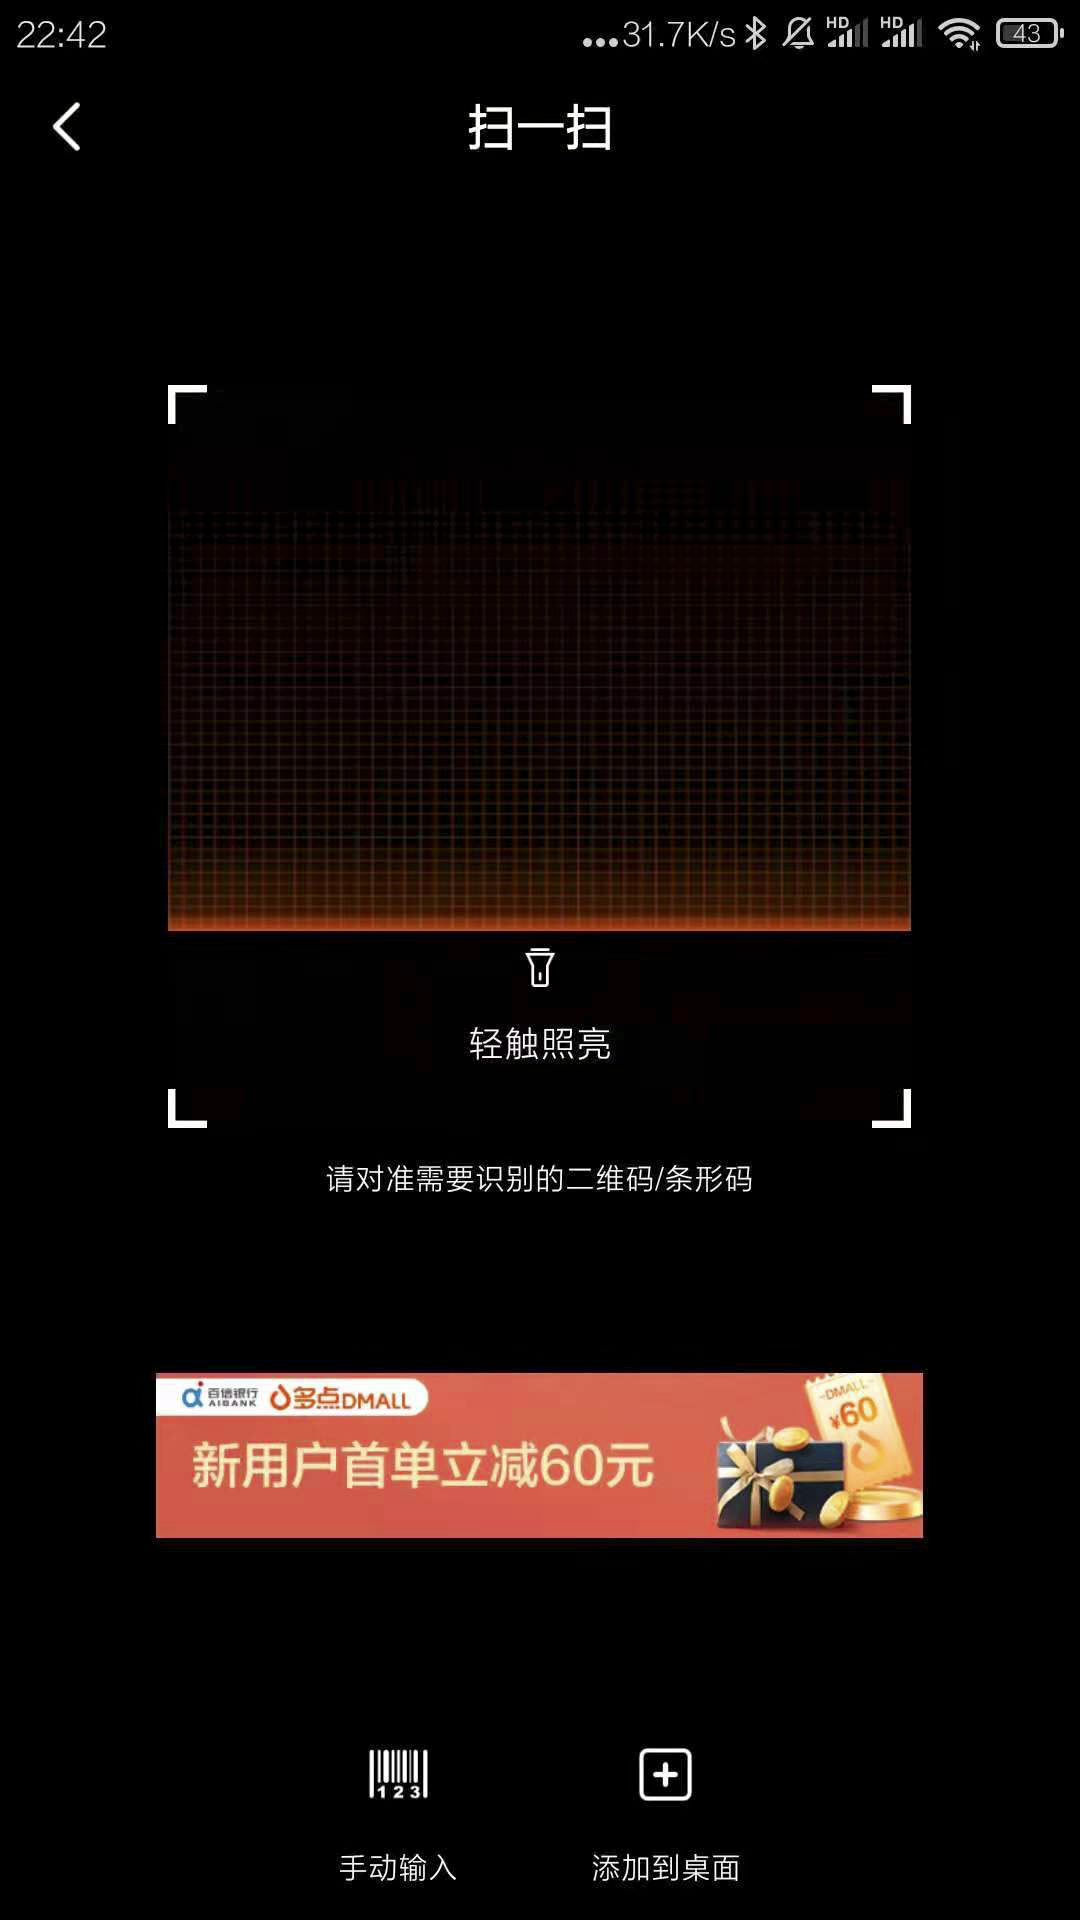 22:42 ...31.7K/s HD HD 43
扫一扫
轻触照亮
请对准需要识别的二维码/条形码
百信银行 AIBANK 多点DMALL
DMALL
¥60
新用户首单立减60元
123
手动输入 添加到桌面